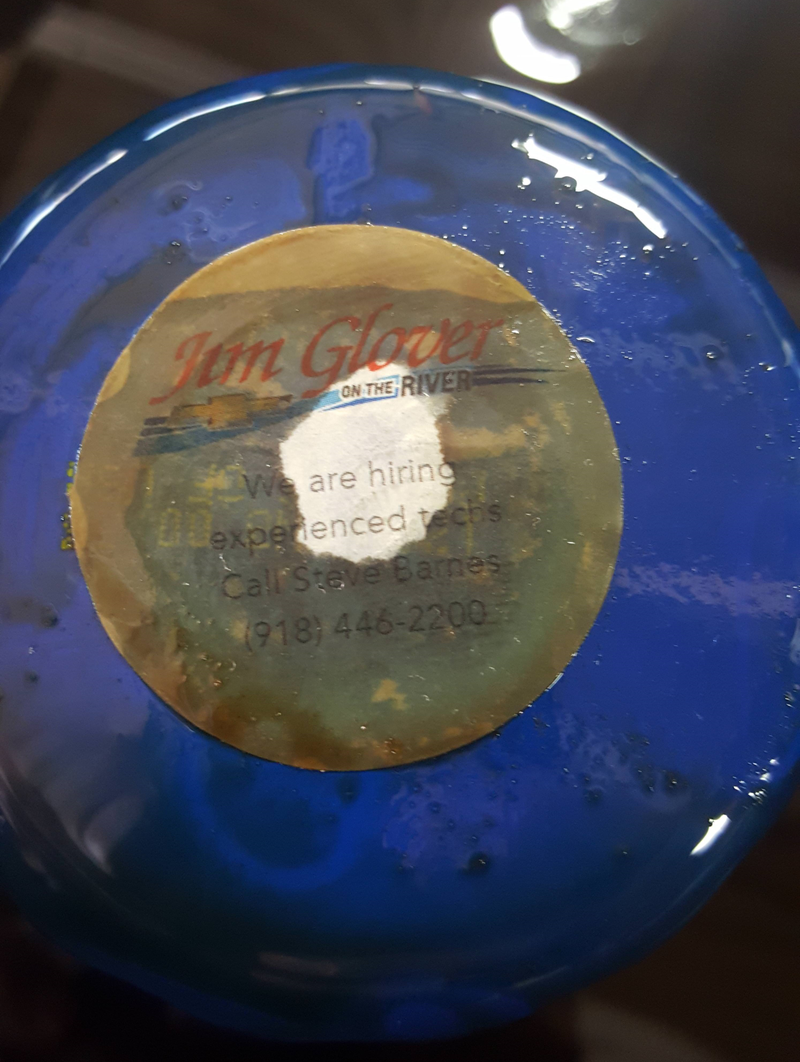 Jim Glover
ON THE RIVER
We are hiring
experienced techs
Call Steve Barnes
(918) 446-2200